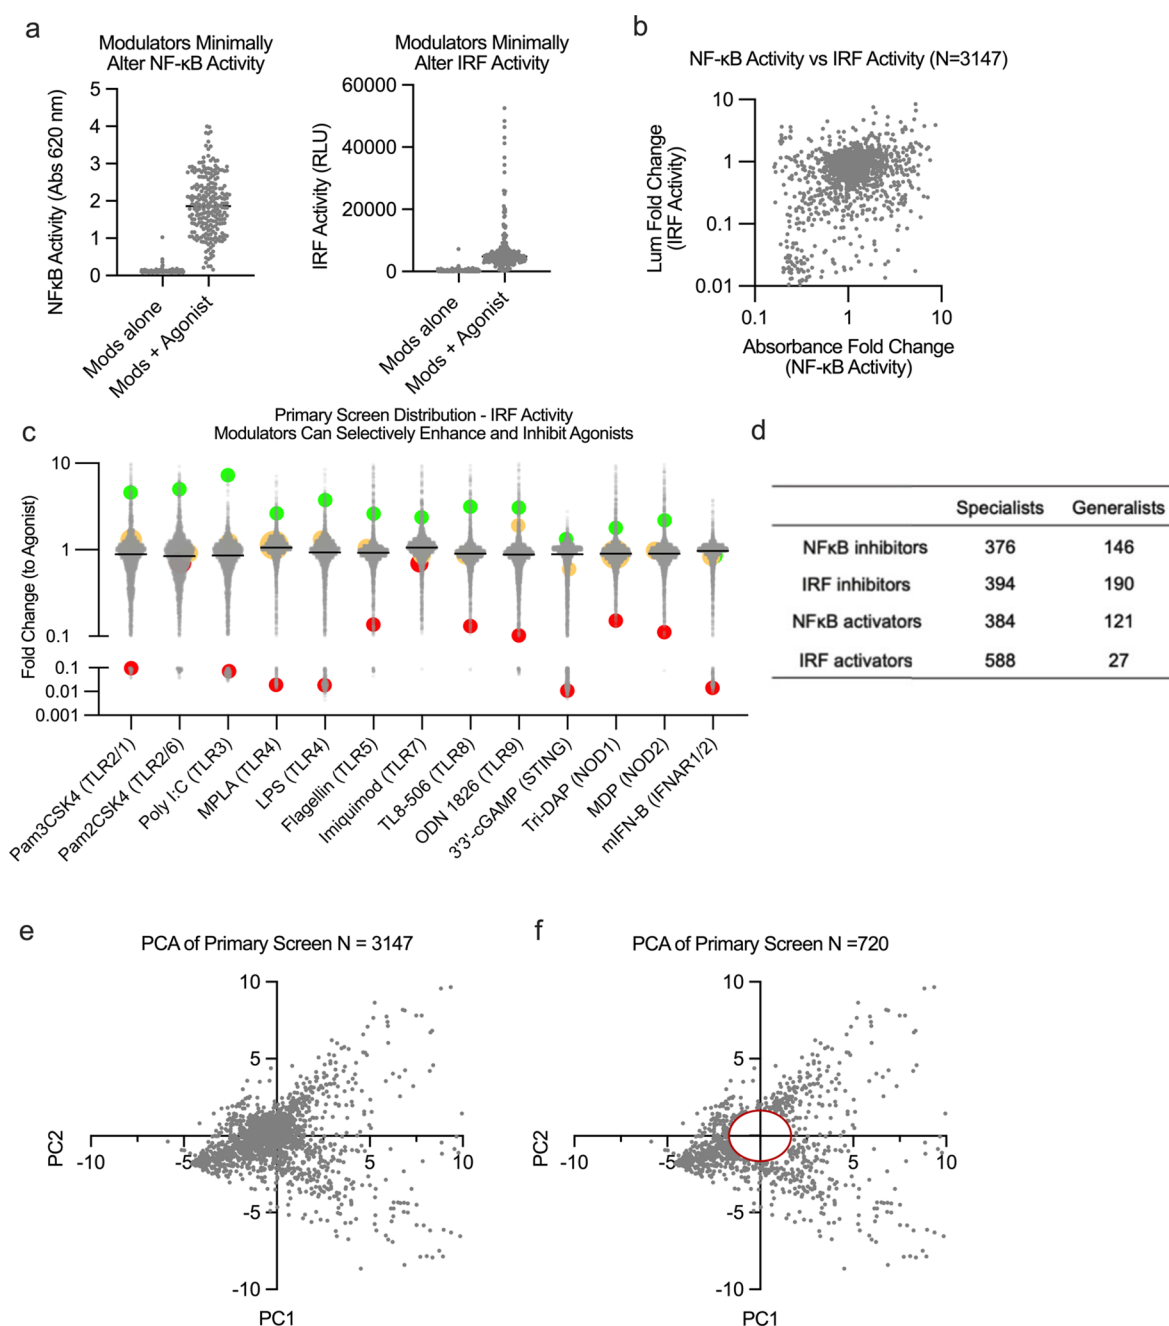 a
Modulators Minimally
Alter NF-κB Activity
NFκB Activity (Abs 620 nm)
5
4
3
2
1
0
Mods alone
Mods + Agonist
Modulators Minimally
Alter IRF Activity
IRF Activity (RLU)
60000
40000
20000
0
Mods alone
Mods + Agonist
b
NF-κB Activity vs IRF Activity (N=3147)
Lum Fold Change
(IRF Activity)
10
1
0.1
0.01
0.1
1
10
Absorbance Fold Change
(NF-κB Activity)
c
Primary Screen Distribution - IRF Activity
Modulators Can Selectively Enhance and Inhibit Agonists
Fold Change (to Agonist)
10
1
0.1
0.1
0.01
0.001
Pam3CSK4 (TLR2/1)
Pam2CSK4 (TLR2/6)
Poly I:C (TLR3)
MPLA (TLR4)
LPS (TLR4)
Flagellin (TLR5)
Imiquimod (TLR7)
TL8-506 (TLR8)
ODN 1826 (TLR9)
3'3'-cGAMP (STING)
Tri-DAP (NOD1)
MDP (NOD2)
mIFN-B (IFNAR1/2)
d
Specialists Generalists
NFκB inhibitors 376 146
IRF inhibitors 394 190
NFκB activators 384 121
IRF activators 588 27
e
PCA of Primary Screen N = 3147
PC2
10
5
-5
-10
-10
-5
5
10
PC1
f
PCA of Primary Screen N =720
PC2
10
5
-5
-10
-10
-5
5
10
PC1